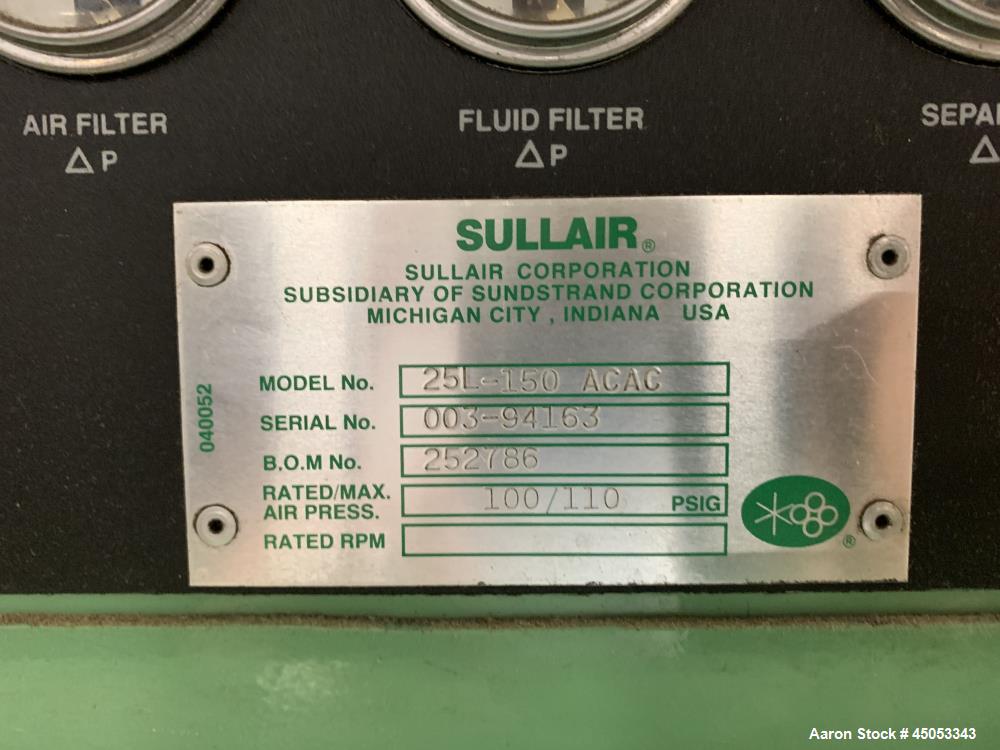 AIR FILTER
△ P
FLUID FILTER
△ P
SEPA
△
SULLAIR®
SULLAIR CORPORATION
SUBSIDIARY OF SUNDSTRAND CORPORATION
MICHIGAN CITY , INDIANA USA
040052
MODEL No. 25L-150 ACAC
SERIAL No. 003-94163
B.O.M No. 252786
RATED/MAX.
AIR PRESS. 100/110 PSIG
RATED RPM
®
Aaron Stock # 45053343